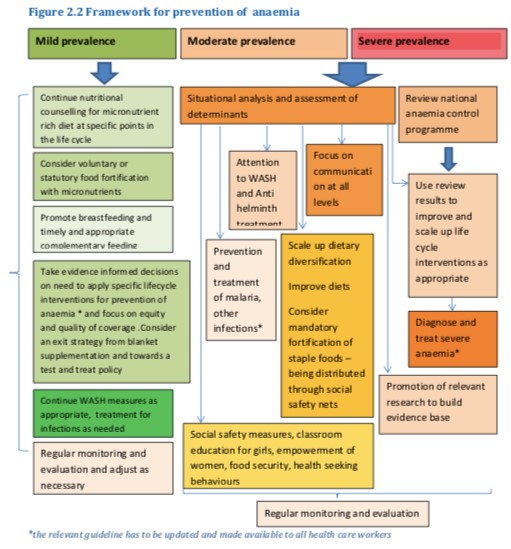 Figure 2.2 Framework for prevention of anaemia
Mild prevalence
Moderate prevalence
Severe prevalence
Continue nutritional
counselling for micronutrient
rich diet at specific points in
the life cycle
Consider voluntary or
statutory food fortification
with micronutrients
Promote breastfeeding and
timely and appropriate
complementary feeding
Take evidence informed decisions
on need to apply specific lifecycle
interventions for prevention of
anaemia * and focus on equity
and quality of coverage .Consider
an exit strategy from blanket
supplementation and towards a
test and treat policy
Continue WASH measures as
appropriate, treatment for
infections as needed
Regular monitoring and
evaluation and adjust as
necessary
Situational analysis and assessment of
determinants
Attention
to WASH
and Anti
helminth
treatment
Focus on
communicati
on at all
levels
Prevention
and
treatment
of malaria,
other
infections*
Scale up dietary
diversification
Improve diets
Consider
mandatory
fortification of
staple foods –
being distributed
through social
safety nets
Social safety measures, classroom
education for girls, empowerment of
women, food security, health seeking
behaviours
Review national
anaemia control
programme
Use review
results to
improve and
scale up life
cycle
interventions as
appropriate
Diagnose and
treat severe
anaemia*
Promotion of relevant
research to build
evidence base
Regular monitoring and evaluation
*the relevant guideline has to be updated and made available to all health care workers